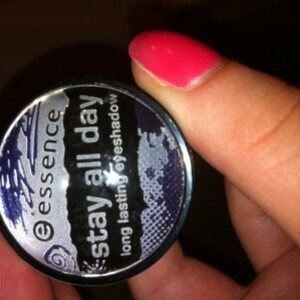 essence
stay all day
long lasting eyeshadow